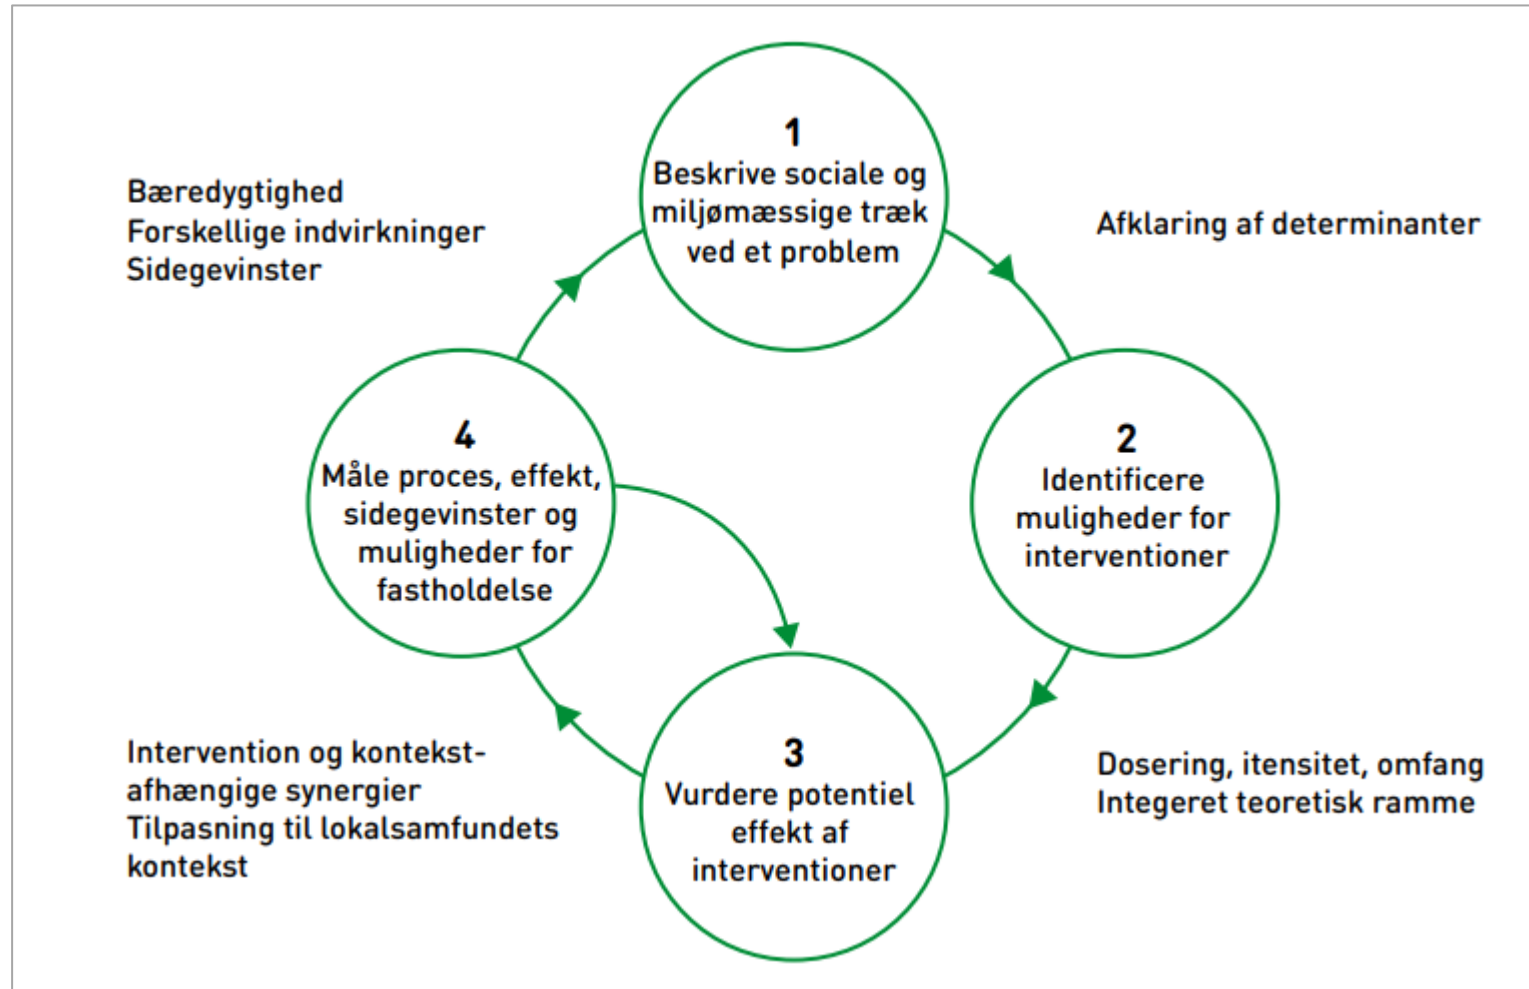 1
Beskrive sociale og
miljømæssige træk
ved et problem
Bæredygtighed
Forskellige indvirkninger
Sidegevinster
Afklaring af determinanter
4
Måle proces, effekt,
sidegevinster og
muligheder for
fastholdelse
2
Identificere
muligheder for
interventioner
3
Vurdere potentiel
effekt af
interventioner
Intervention og kontekst-
afhængige synergier
Tilpasning til lokalsamfundets
kontekst
Dosering, itensitet, omfang
Integeret teoretisk ramme